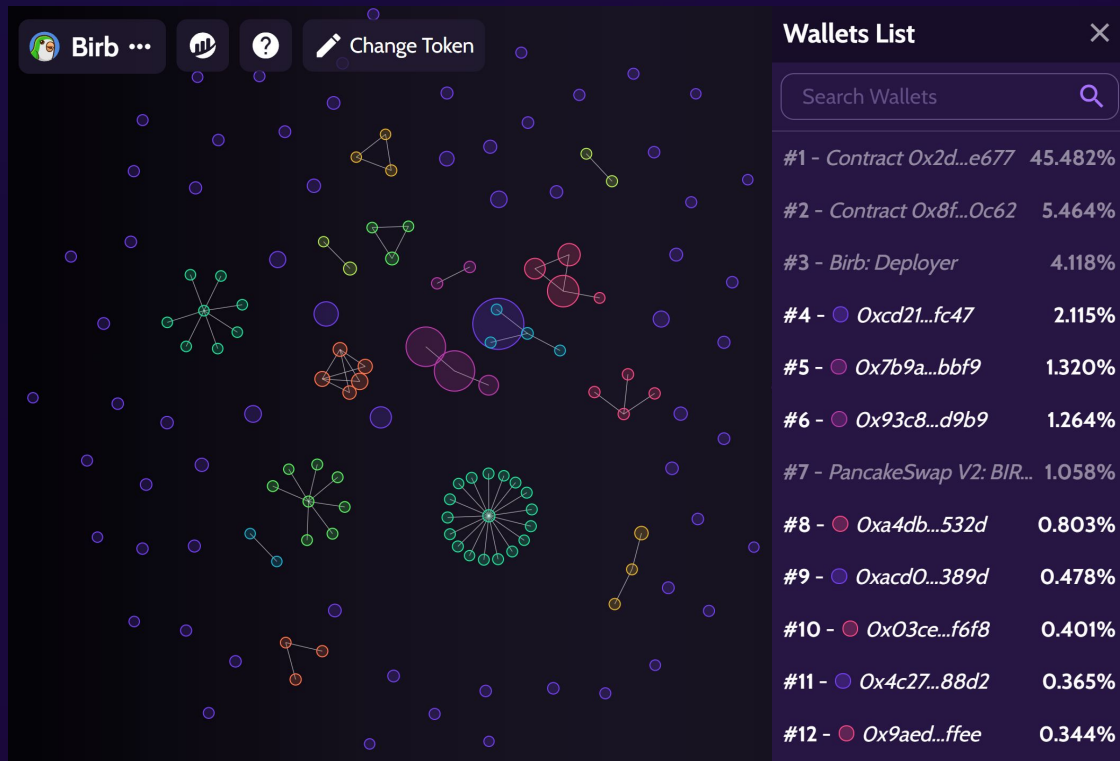 Birb •••
?
Change Token
Wallets List
×
Search Wallets
#1 - Contract 0x2d...e677 45.482%
#2 - Contract 0x8f...0c62 5.464%
#3 - Birb: Deployer 4.118%
#4 - 0xcd21...fc47 2.115%
#5 - 0x7b9a...bbf9 1.320%
#6 - 0x93c8...d9b9 1.264%
#7 - PancakeSwap V2: BIR... 1.058%
#8 - 0xa4db...532d 0.803%
#9 - 0xacd0...389d 0.478%
#10 - 0x03ce...f6f8 0.401%
#11 - 0x4c27...88d2 0.365%
#12 - 0x9aed...ffee 0.344%